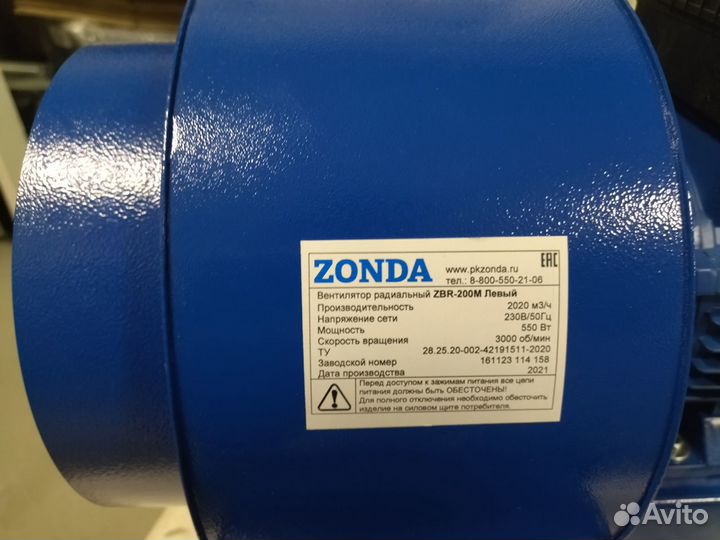 ZONDA
www.pkzonda.ru
тел.: 8-800-550-21-06
EAC
Вентилятор радиальный ZBR-200M Левый
Производительность 2020 м3/ч
Напряжение сети 230В/50Гц
Мощность 550 Вт
Скорость вращения 3000 об/мин
ТУ 28.25.20-002-42191511-2020
Заводской номер 161123 114 158
Дата производства 2021
Перед доступом к зажимам питания все цепи
питания должны быть ОБЕСТОЧЕНЫ!
Для полного отключения необходимо обесточить
изделие на силовом щите потребителя.
Avito